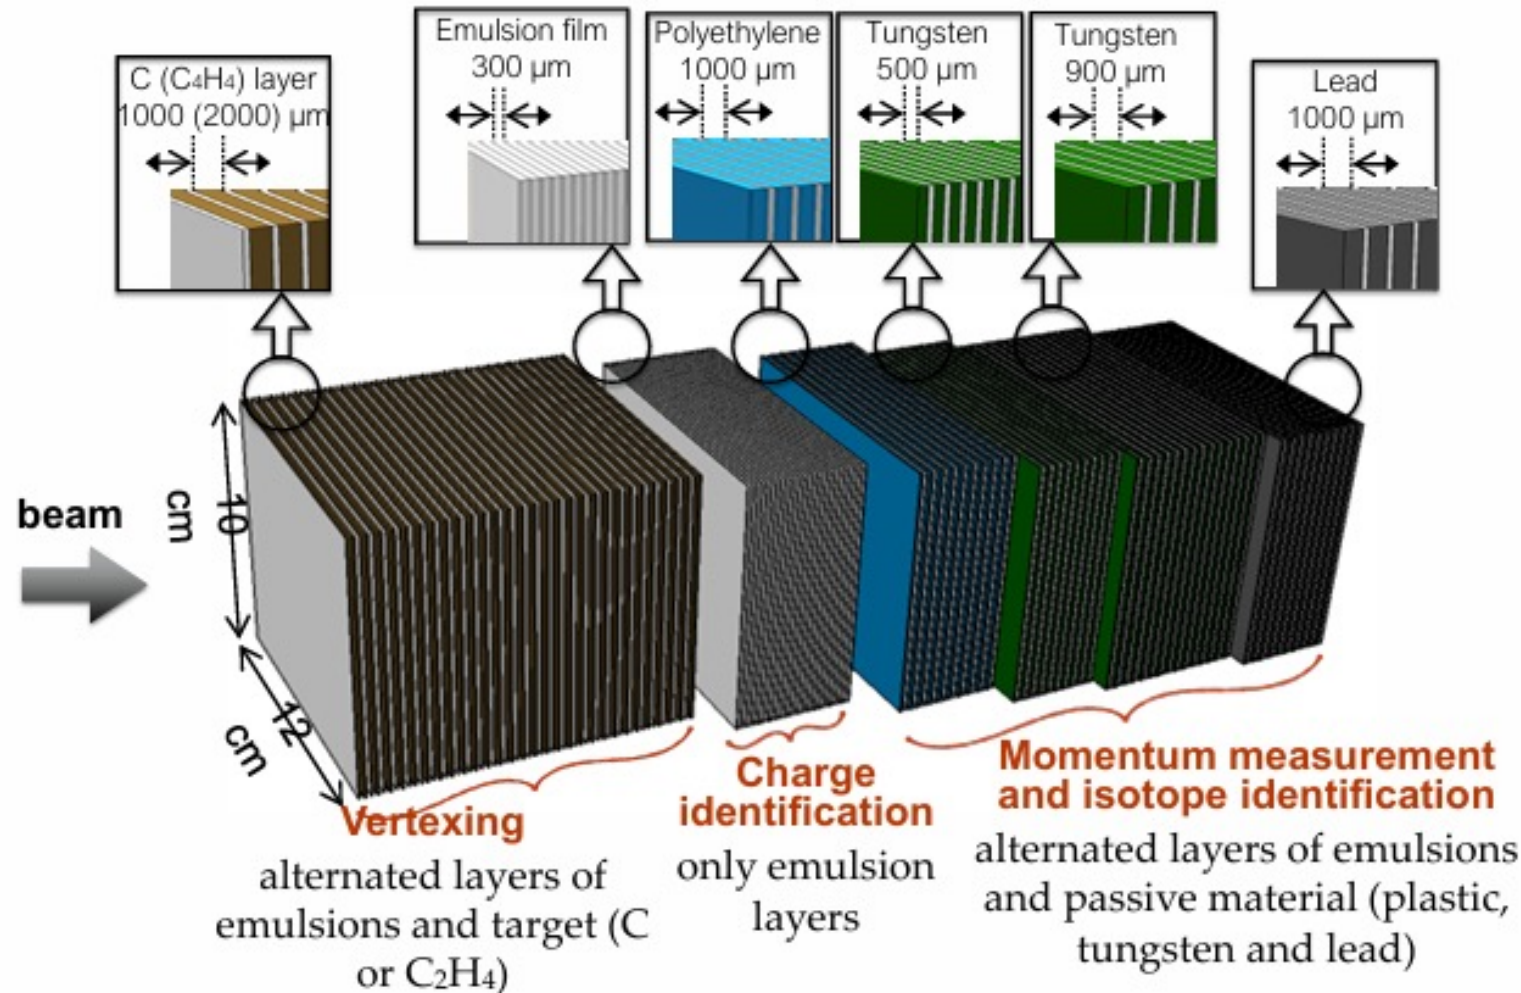 C (C4H4) layer
1000 (2000) μm
Emulsion film
300 μm
Polyethylene
1000 μm
Tungsten
500 μm
Tungsten
900 μm
Lead
1000 μm
beam
10
cm
12
cm
Vertexing
alternated layers of
emulsions and target (C
or C2H4)
Charge
identification
only emulsion
layers
Momentum measurement
and isotope identification
alternated layers of emulsions
and passive material (plastic,
tungsten and lead)